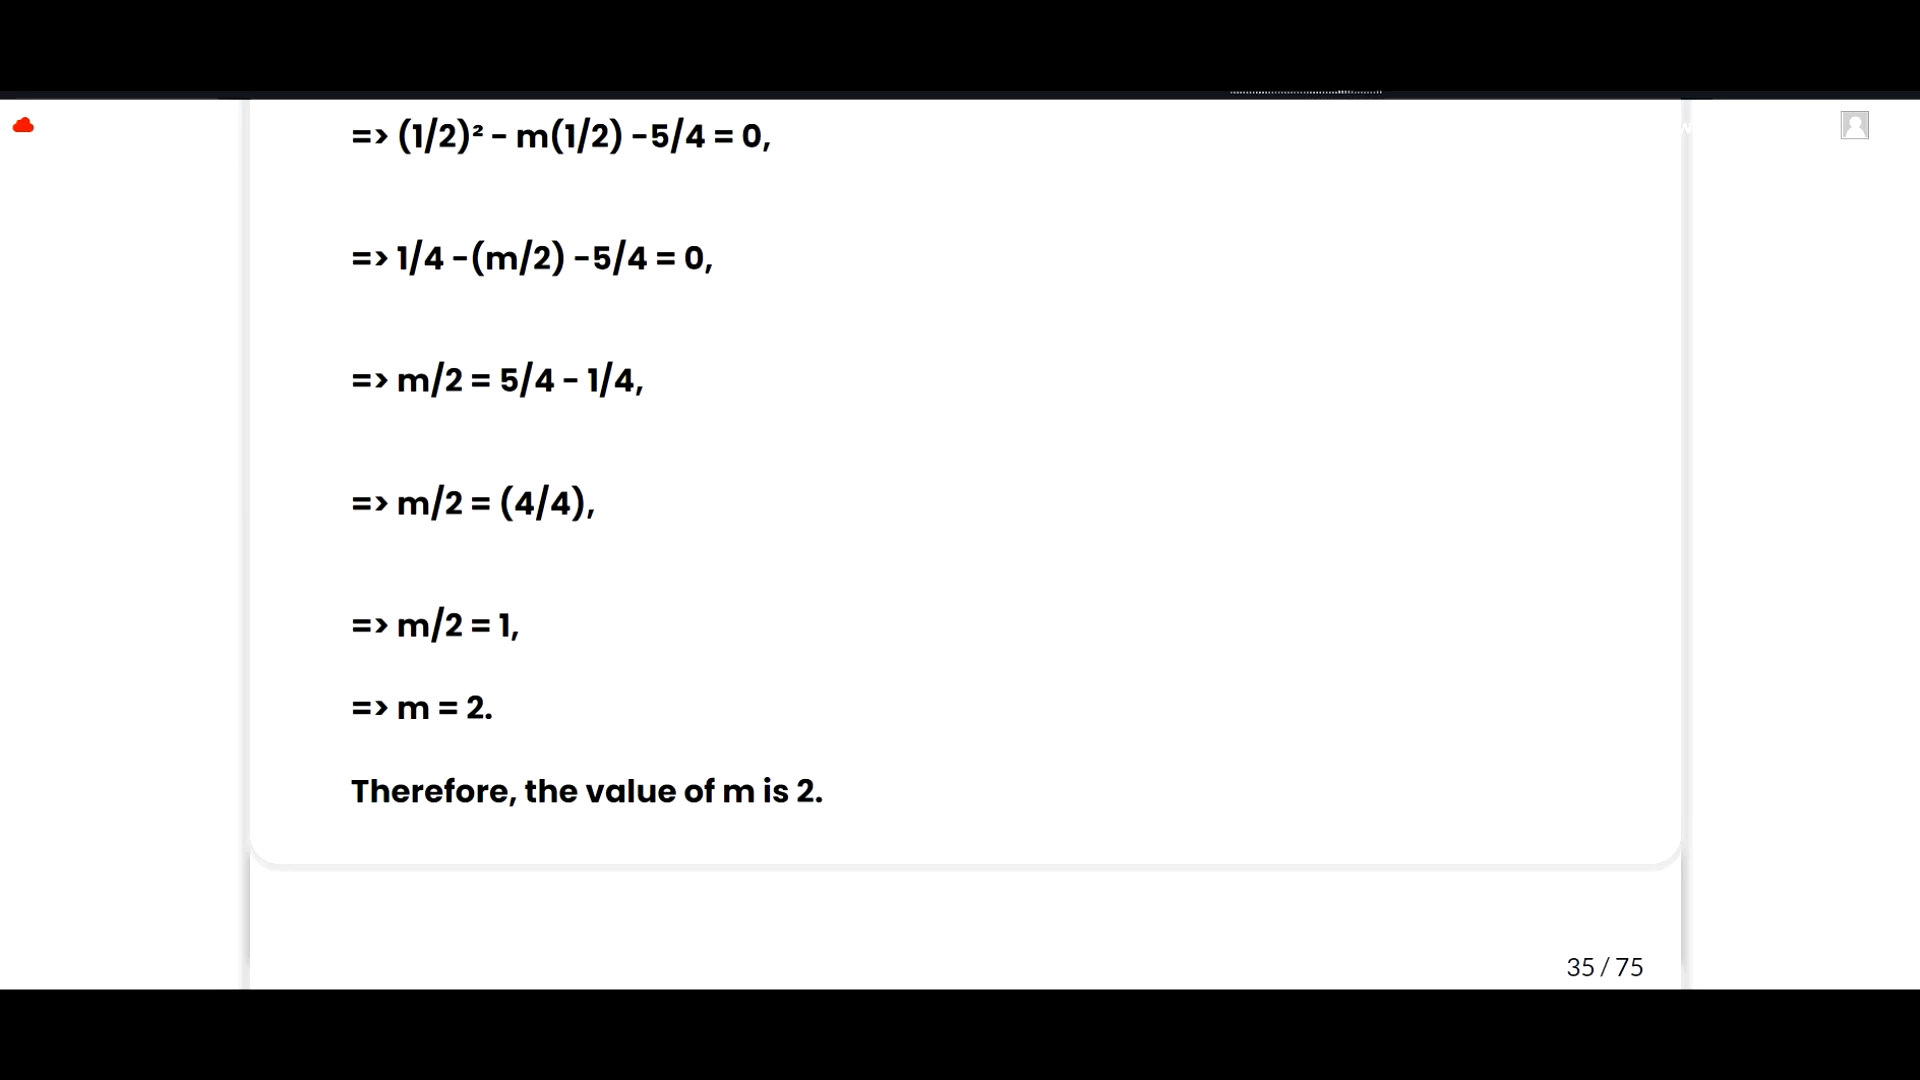 => (1/2)² - m(1/2) -5/4 = 0,
=> 1/4 -(m/2) -5/4 = 0,
=> m/2 = 5/4 - 1/4,
=> m/2 = (4/4),
=> m/2 = 1,
=> m = 2.
Therefore, the value of m is 2.
35 / 75